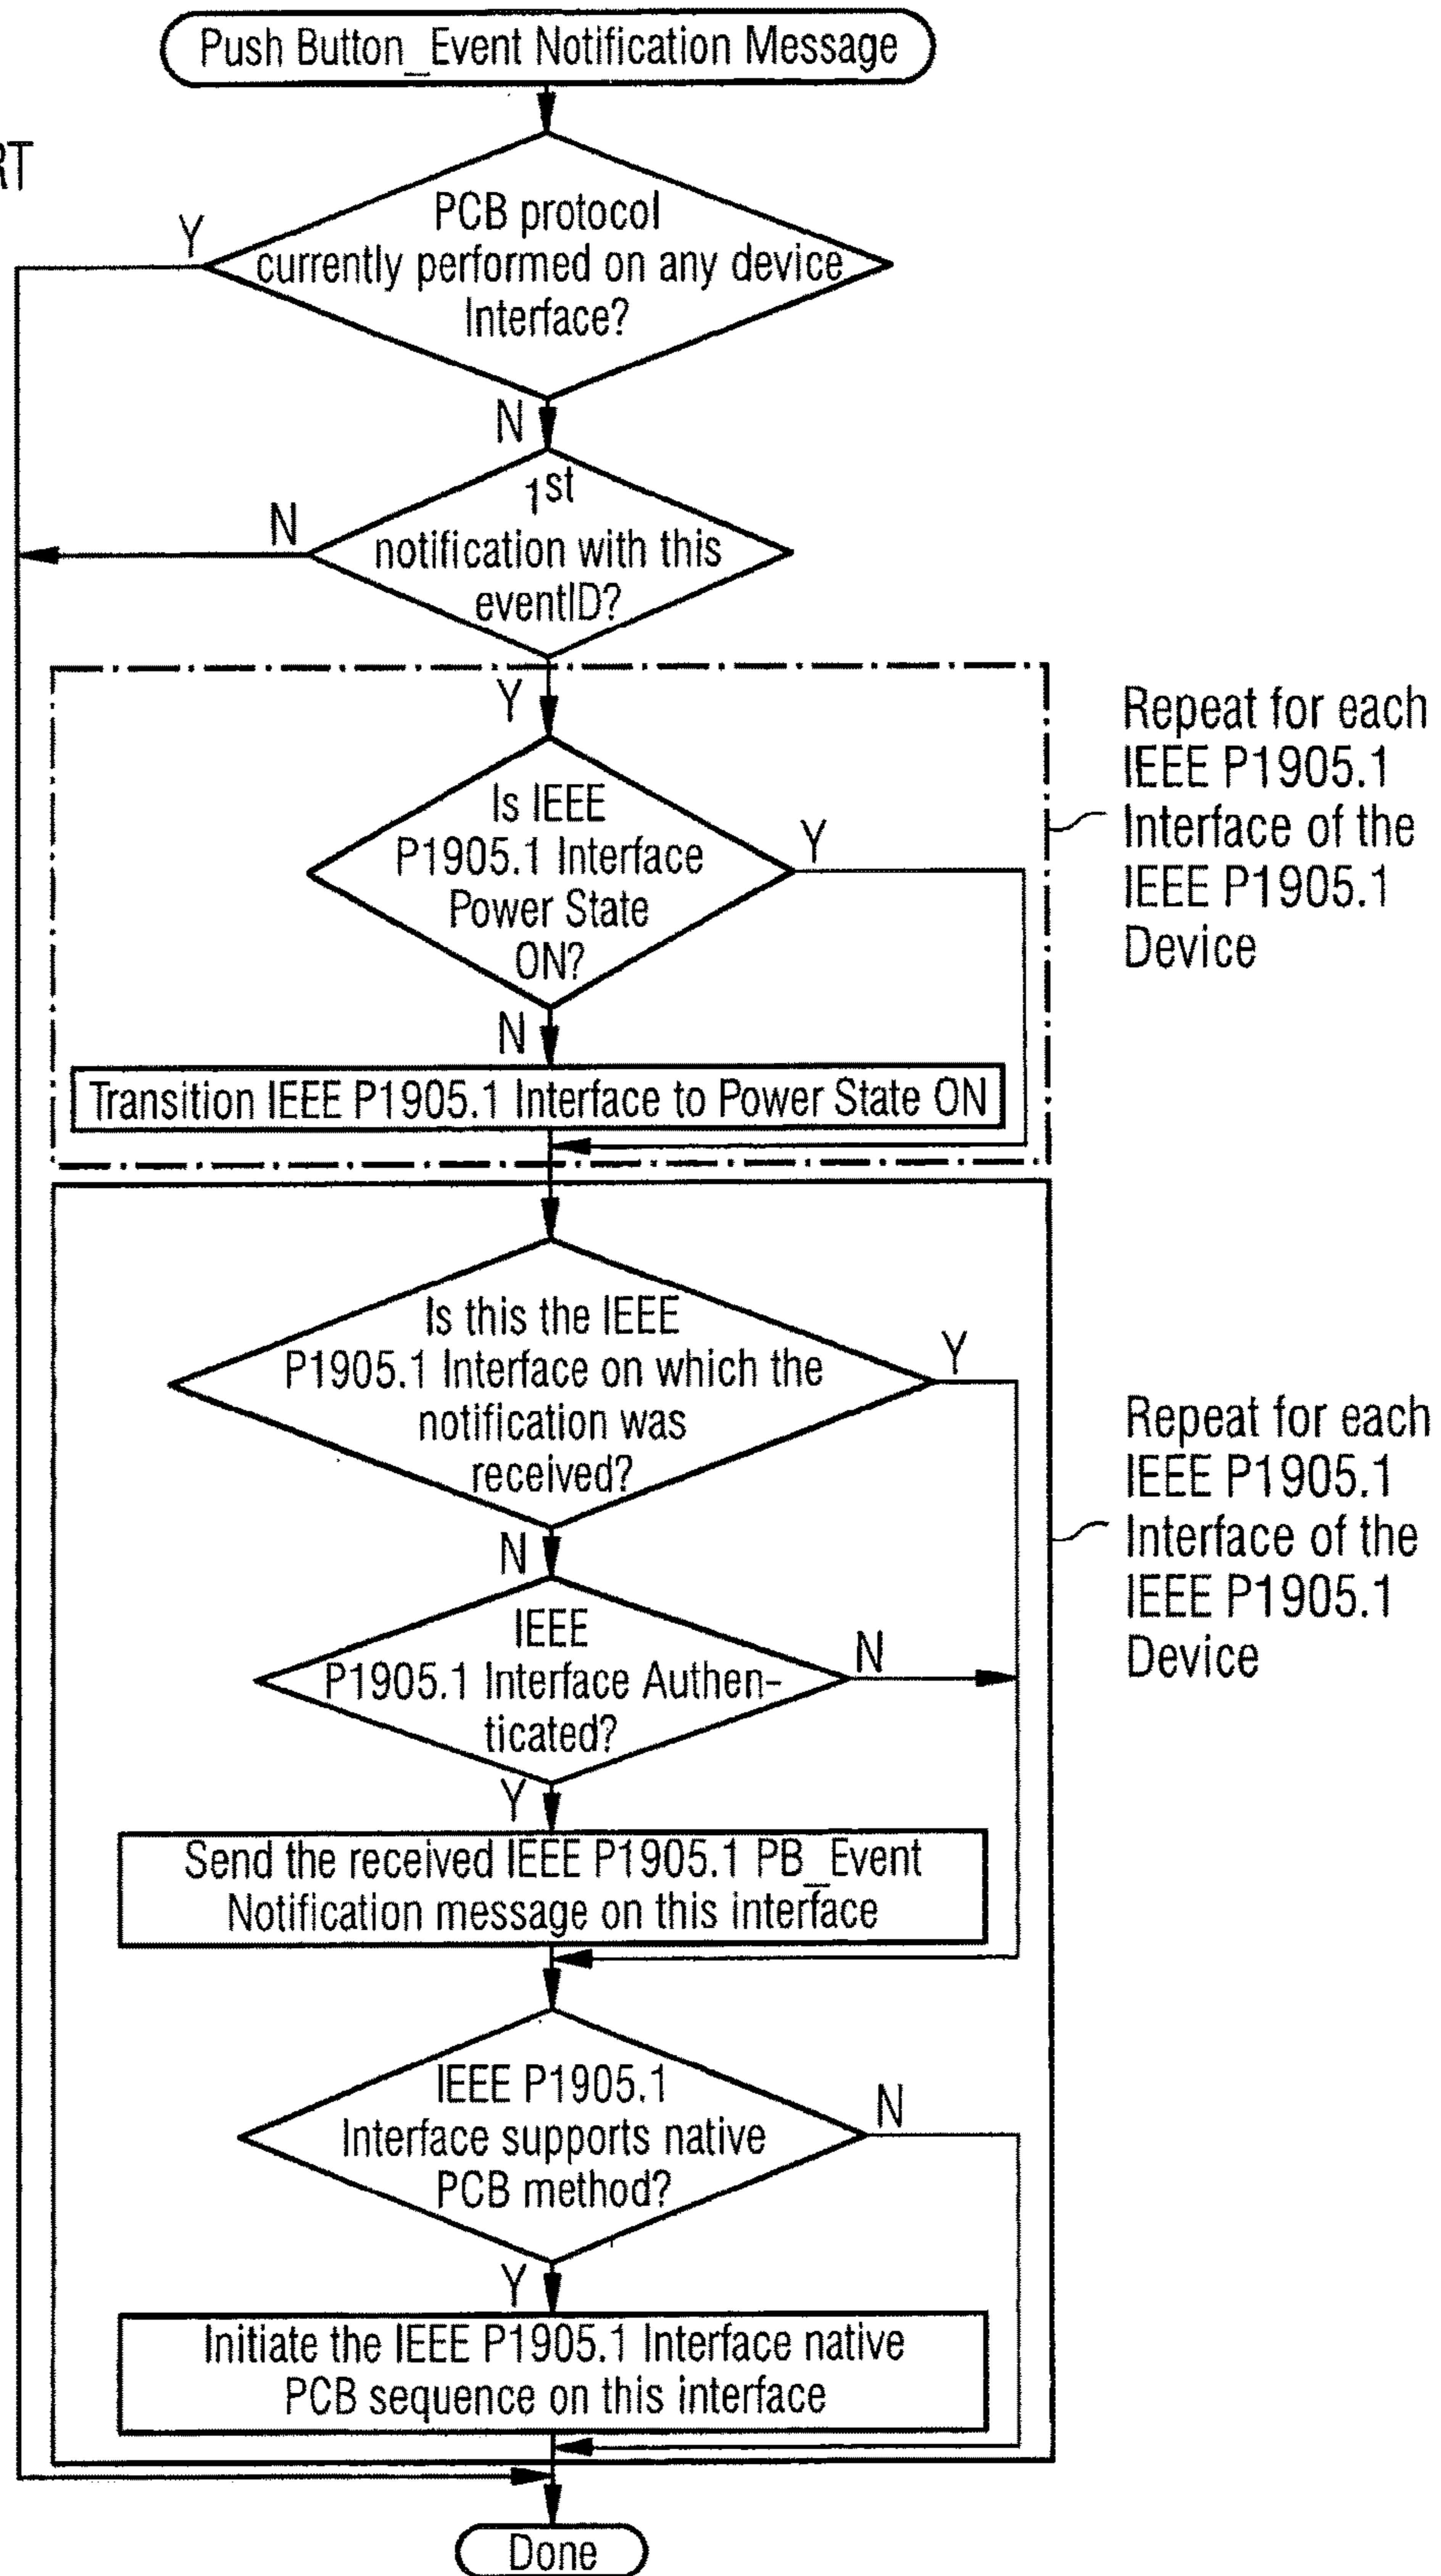 Push Button_Event Notification Message
RT
PCB protocol
currently performed on any device
Interface?
Y
N
1st
notification with this
eventID?
N
Y
Is IEEE
P1905.1 Interface
Power State
ON?
Y
N
Transition IEEE P1905.1 Interface to Power State ON
Repeat for each
IEEE P1905.1
Interface of the
IEEE P1905.1
Device
Is this the IEEE
P1905.1 Interface on which the
notification was
received?
Y
N
IEEE
P1905.1 Interface Authen-
ticated?
N
Y
Send the received IEEE P1905.1 PB_Event
Notification message on this interface
Repeat for each
IEEE P1905.1
Interface of the
IEEE P1905.1
Device
IEEE P1905.1
Interface supports native
PCB method?
N
Y
Initiate the IEEE P1905.1 Interface native
PCB sequence on this interface
Done